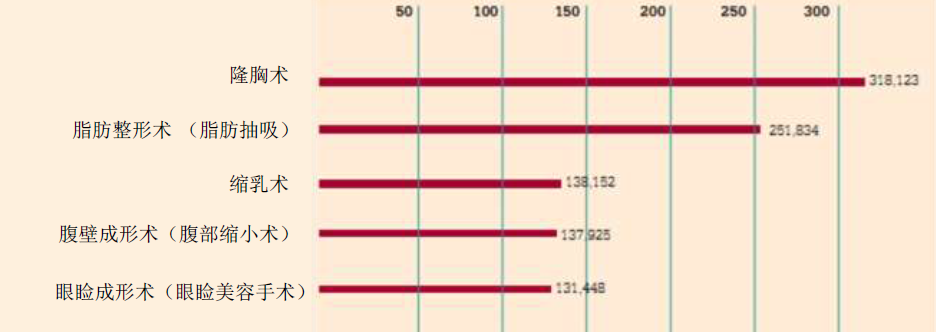 50 100 150 200 250 300
隆胸术 318,123
脂肪整形术 （脂肪抽吸） 251,834
缩乳术 138,152
腹壁成形术（腹部缩小术） 137,925
眼睑成形术（眼睑美容手术） 131,448